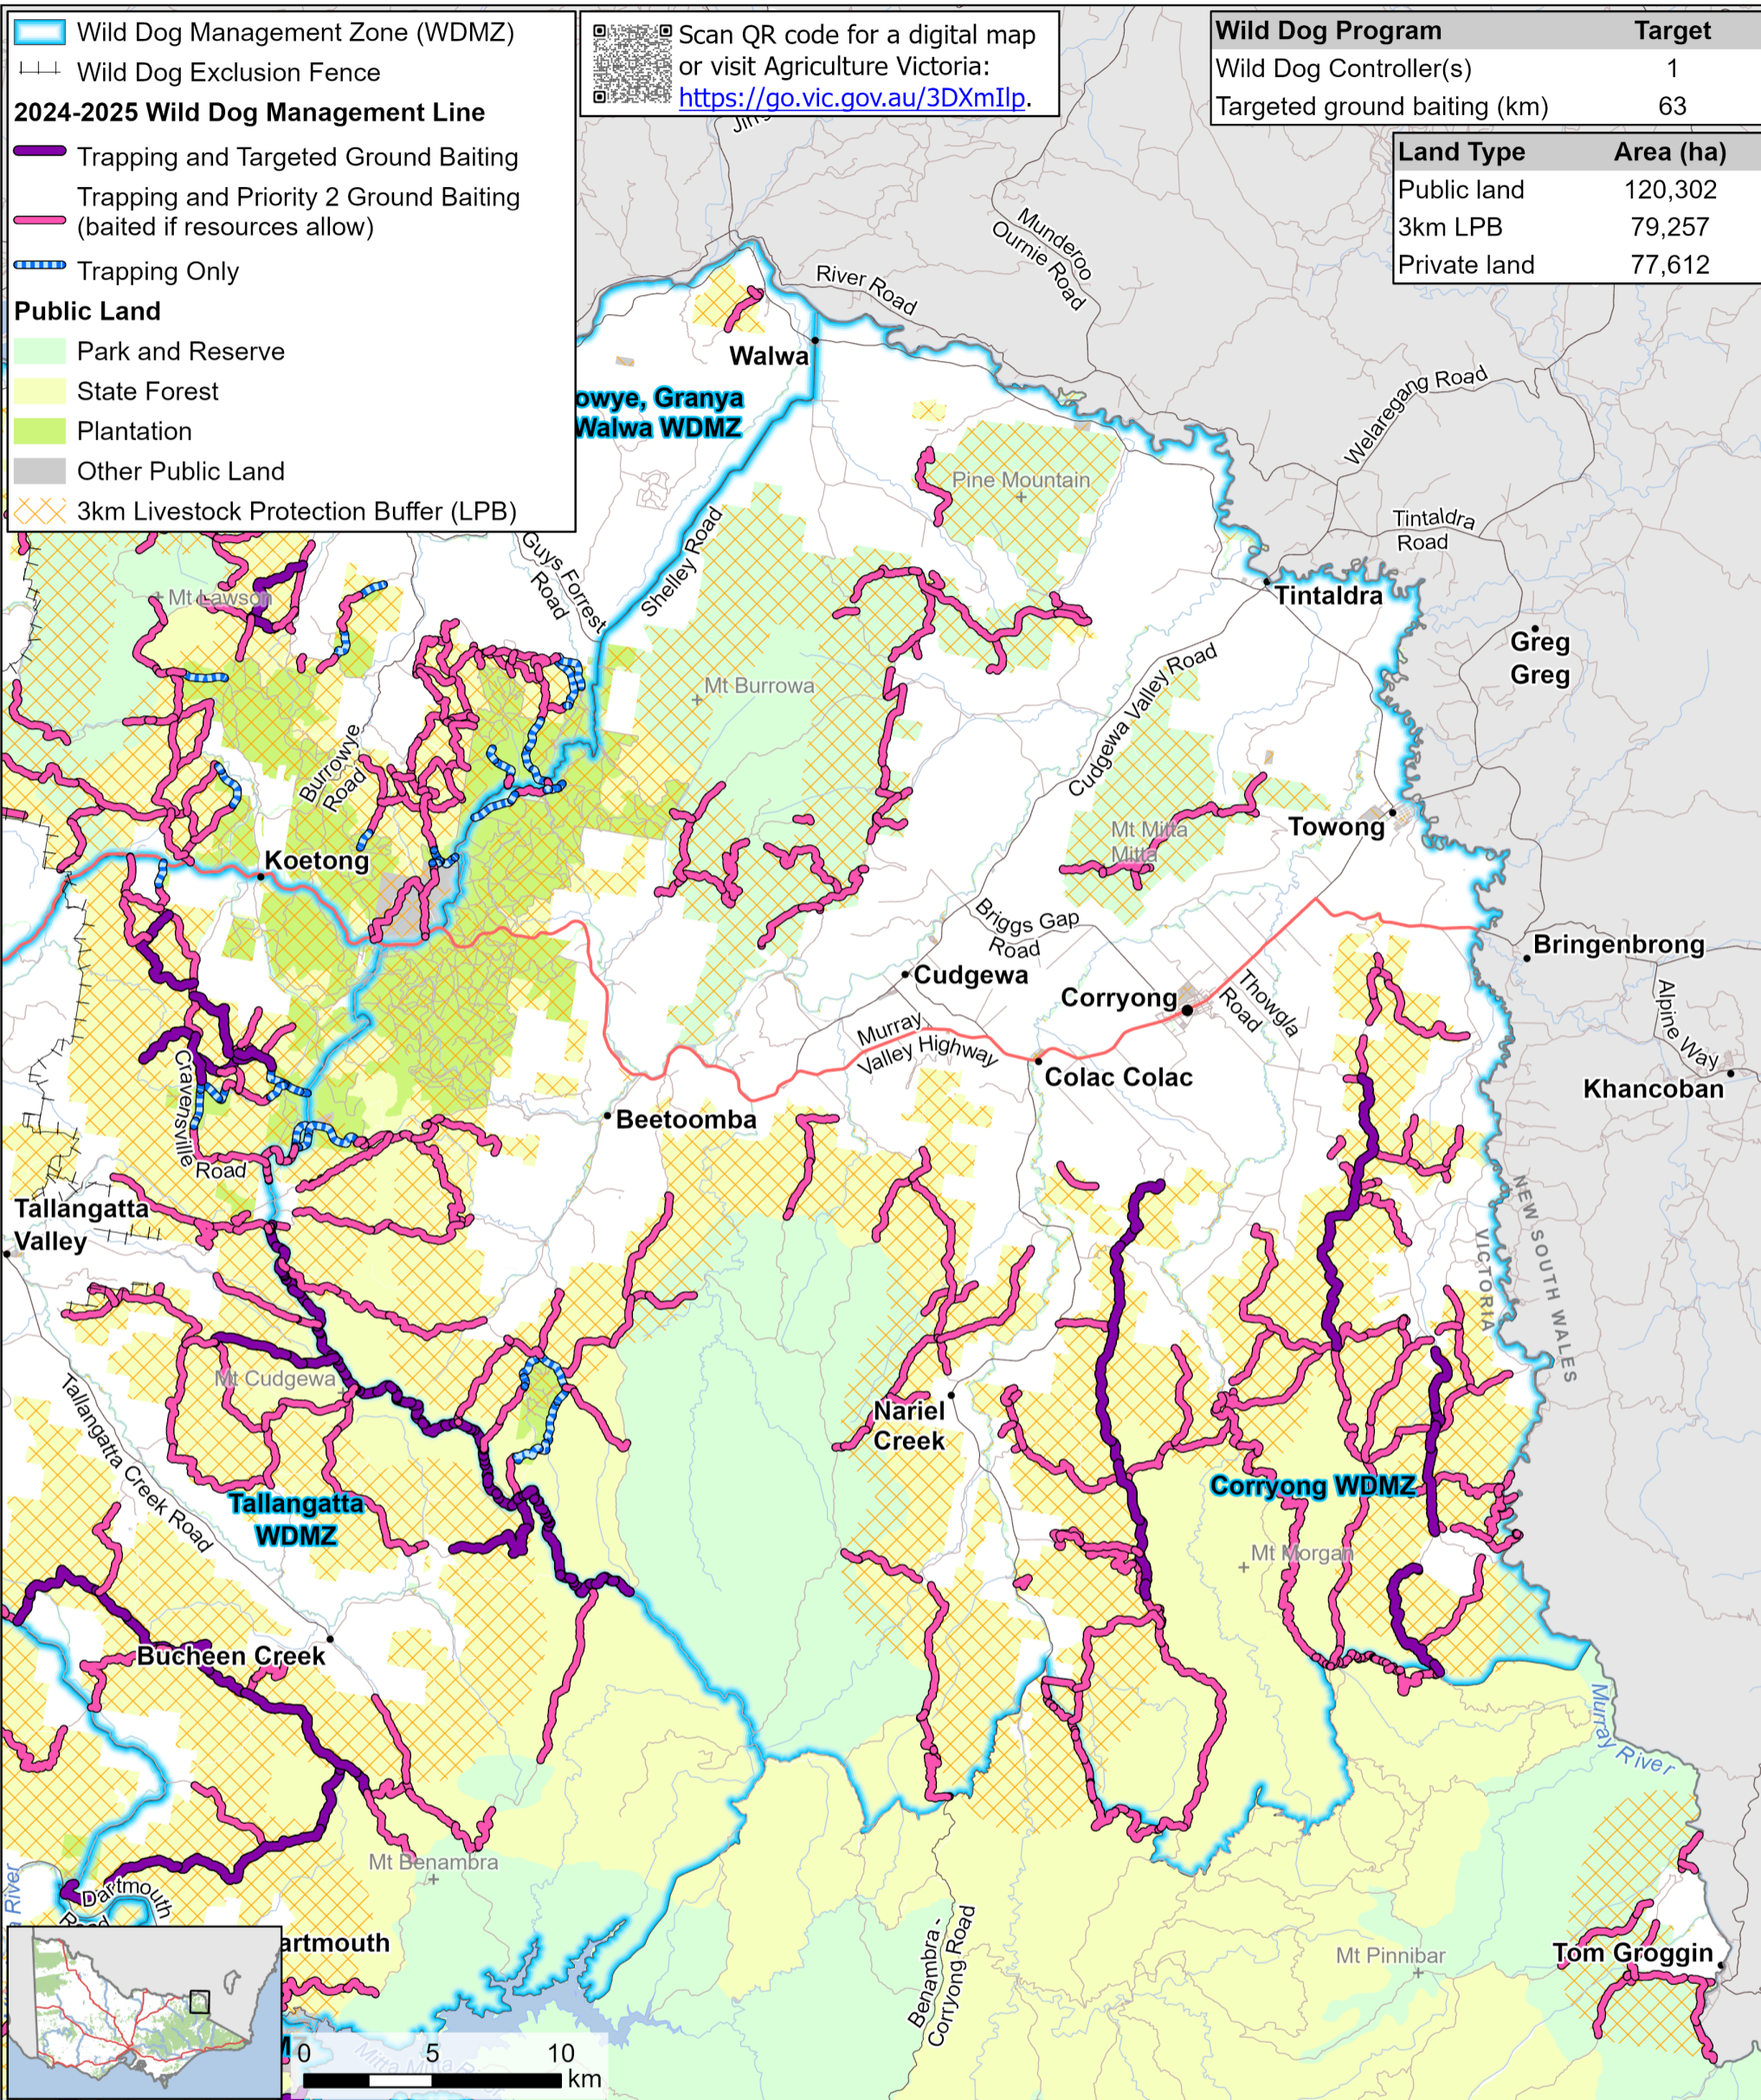 Wild Dog Management Zone (WDMZ)
Wild Dog Exclusion Fence
2024-2025 Wild Dog Management Line
Trapping and Targeted Ground Baiting
Trapping and Priority 2 Ground Baiting
(baited if resources allow)
Trapping Only
Public Land
Park and Reserve
State Forest
Plantation
Other Public Land
3km Livestock Protection Buffer (LPB)
Scan QR code for a digital map
or visit Agriculture Victoria:
https://go.vic.gov.au/3DXmIlp.
Wild Dog Program Target
Wild Dog Controller(s) 1
Targeted ground baiting (km) 63
Land Type Area (ha)
Public land 120,302
3km LPB 79,257
Private land 77,612
Munderoo
Ournie Road
River Road
Walwa
owye, Granya
Walwa WDMZ
Welaregang Road
Pine Mountain
Tintaldra
Road
Guys Forrest
Road
Shelley Road
Mt Lawson
Tintaldra
Greg
Greg
Cudgewa Valley Road
Mt Burrowa
Burrowye
Road
Mt Mitta
Mitta
Towong
Koetong
Briggs Gap
Road
Bringenbrong
Cudgewa
Corryong
Thowgla
Road
Alpine Way
Murray
Valley Highway
Colac Colac
Khancoban
Cravensville
Road
Beetoomba
Tallangatta
Valley
NEW SOUTH WALES
VICTORIA
Mt Cudgewa
Tallangatta Creek Road
Nariel
Creek
Tallangatta
WDMZ
Corryong WDMZ
Mt Morgan
Bucheen Creek
Murray River
Mt Benambra
Dartmouth
Road
River
artmouth
Benambra -
Corryong Road
Mt Pinnibar
Tom Groggin
0 5 10
km